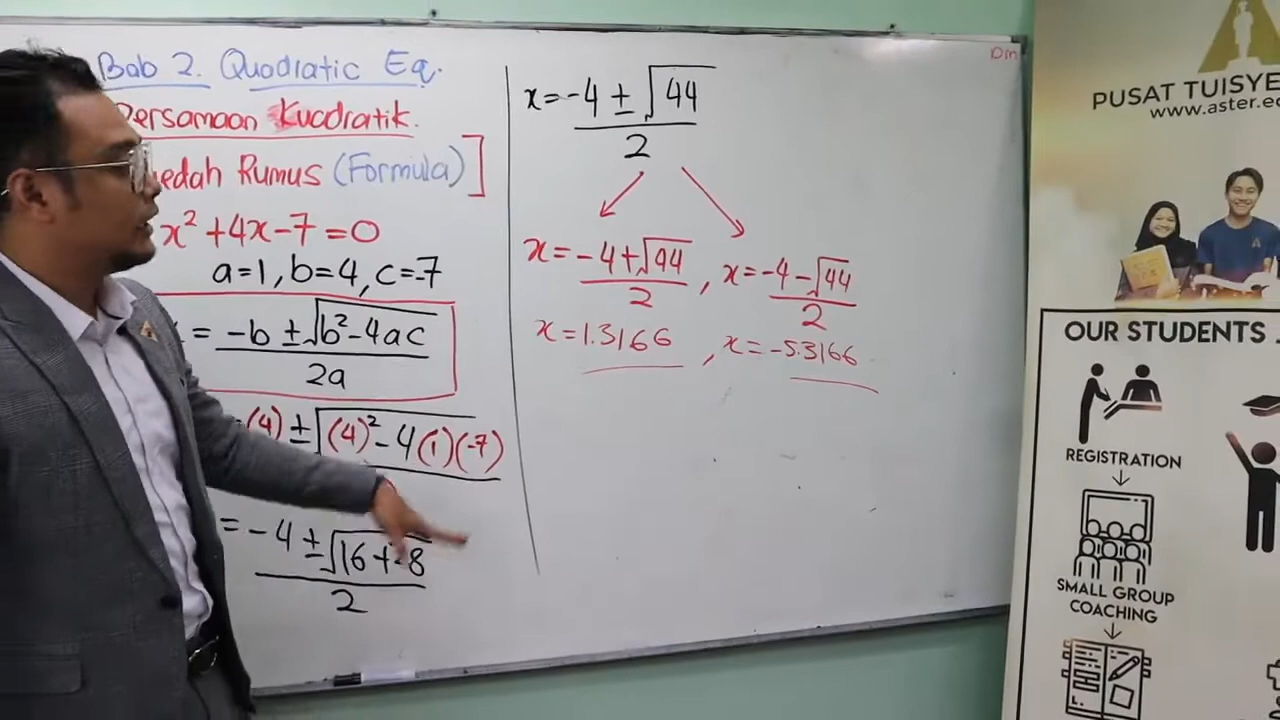 Bab 2. Quadratic Eq.
Persamaan Kuadratik.
edah Rumus (Formula)]
x² + 4x - 7 = 0
a=1, b=4, c=-7
= -b ± √b² - 4ac
2a
(4) ± √(4)² - 4(1)(-7)
= -4 ± √16 + 8
2
x = -4 ± √44
2
x = -4 + √44
2
, x = -4 - √44
2
x = 1.3166 , x = -5.3166
Dm
PUSAT TUISYE
www.aster.ed
OUR STUDENTS
REGISTRATION
SMALL GROUP
COACHING